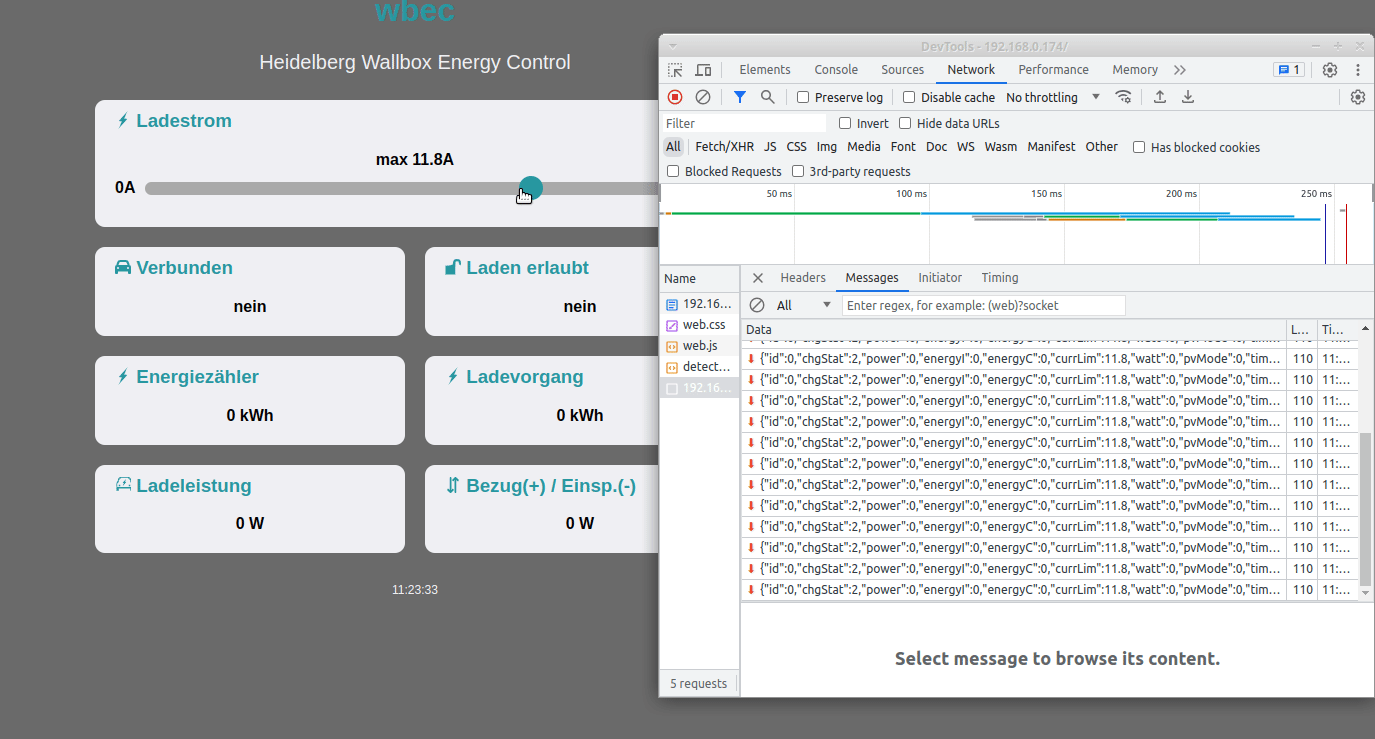 wbec
Heidelberg Wallbox Energy Control
Ladestrom
max 11.8A
0A
Verbunden
nein
Laden erlaubt
nein
Energiezähler
0 kWh
Ladevorgang
0 kWh
Ladeleistung
0 W
Bezug(+) / Einsp.(-)
0 W
11:23:33
DevTools - 192.168.0.174/
Elements Console Sources Network Performance Memory 1
Preserve log Disable cache No throttling
Filter Invert Hide data URLs
All Fetch/XHR JS CSS Img Media Font Doc WS Wasm Manifest Other Has blocked cookies
Blocked Requests 3rd-party requests
50 ms 100 ms 150 ms 200 ms 250 ms
Name
192.16...
web.css
web.js
detect...
192.16...
5 requests
Headers Messages Initiator Timing
All Enter regex, for example: (web)?socket
Data L... Ti...
{"id":0,"chgStat":2,"power":0,"energyI":0,"energyC":0,"currLim":11.8,"watt":0,"pvMode":0,"tim... 110 11:...
{"id":0,"chgStat":2,"power":0,"energyI":0,"energyC":0,"currLim":11.8,"watt":0,"pvMode":0,"tim... 110 11:...
{"id":0,"chgStat":2,"power":0,"energyI":0,"energyC":0,"currLim":11.8,"watt":0,"pvMode":0,"tim... 110 11:...
{"id":0,"chgStat":2,"power":0,"energyI":0,"energyC":0,"currLim":11.8,"watt":0,"pvMode":0,"tim... 110 11:...
{"id":0,"chgStat":2,"power":0,"energyI":0,"energyC":0,"currLim":11.8,"watt":0,"pvMode":0,"tim... 110 11:...
{"id":0,"chgStat":2,"power":0,"energyI":0,"energyC":0,"currLim":11.8,"watt":0,"pvMode":0,"tim... 110 11:...
{"id":0,"chgStat":2,"power":0,"energyI":0,"energyC":0,"currLim":11.8,"watt":0,"pvMode":0,"tim... 110 11:...
{"id":0,"chgStat":2,"power":0,"energyI":0,"energyC":0,"currLim":11.8,"watt":0,"pvMode":0,"tim... 110 11:...
{"id":0,"chgStat":2,"power":0,"energyI":0,"energyC":0,"currLim":11.8,"watt":0,"pvMode":0,"tim... 110 11:...
{"id":0,"chgStat":2,"power":0,"energyI":0,"energyC":0,"currLim":11.8,"watt":0,"pvMode":0,"tim... 110 11:...
{"id":0,"chgStat":2,"power":0,"energyI":0,"energyC":0,"currLim":11.8,"watt":0,"pvMode":0,"tim... 110 11:...
{"id":0,"chgStat":2,"power":0,"energyI":0,"energyC":0,"currLim":11.8,"watt":0,"pvMode":0,"tim... 110 11:...
Select message to browse its content.